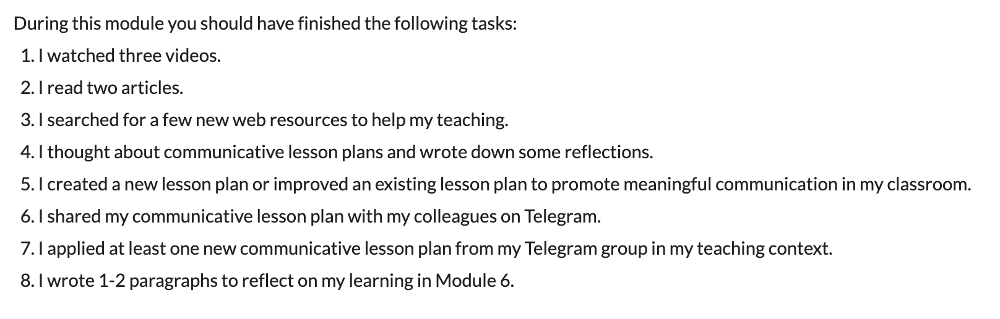 During this module you should have finished the following tasks:
1. I watched three videos.
2. I read two articles.
3. I searched for a few new web resources to help my teaching.
4. I thought about communicative lesson plans and wrote down some reflections.
5. I created a new lesson plan or improved an existing lesson plan to promote meaningful communication in my classroom.
6. I shared my communicative lesson plan with my colleagues on Telegram.
7. I applied at least one new communicative lesson plan from my Telegram group in my teaching context.
8. I wrote 1-2 paragraphs to reflect on my learning in Module 6.